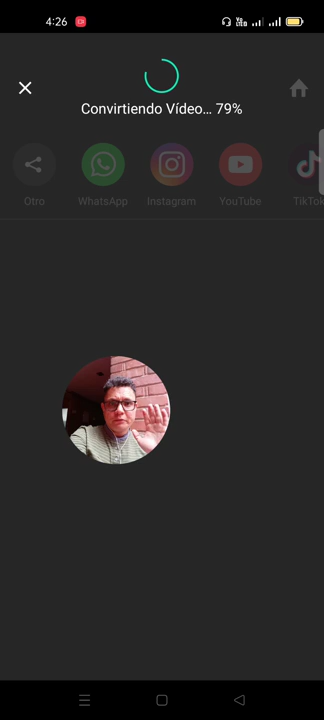 4:26
Convirtiendo Vídeo... 79%
Otro
WhatsApp
Instagram
YouTube
TikTok